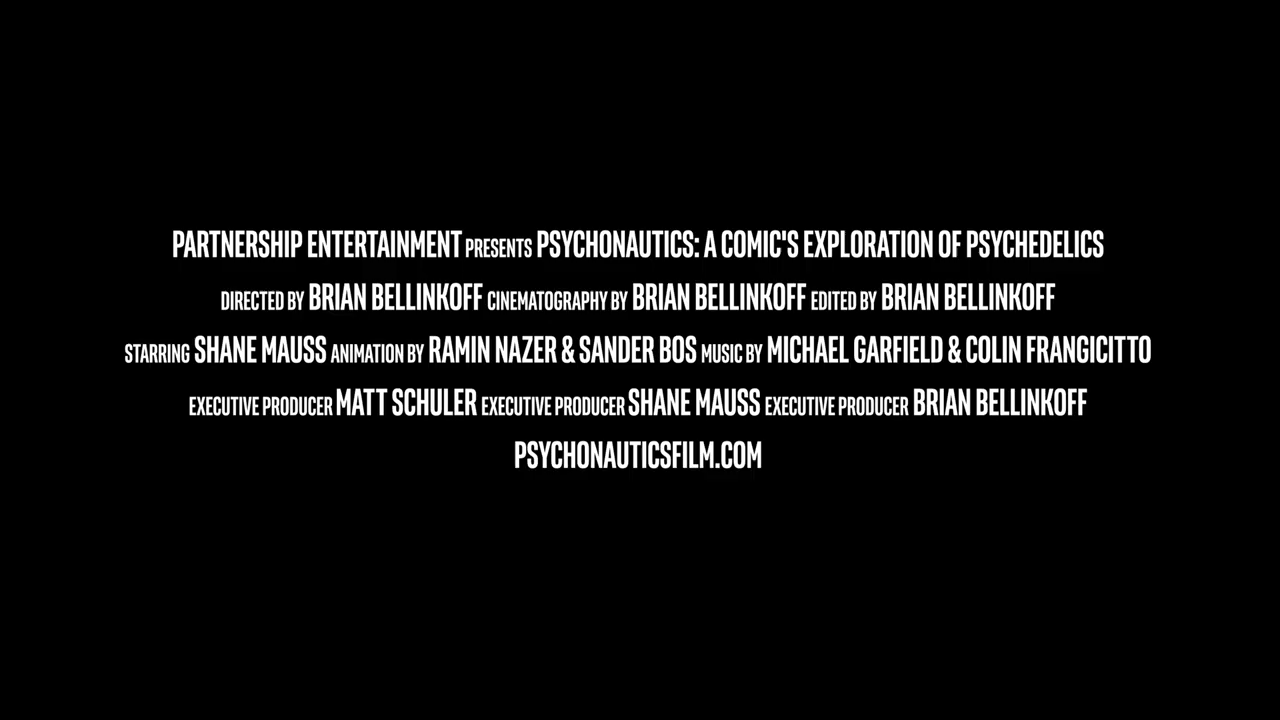 PARTNERSHIP ENTERTAINMENT PRESENTS PSYCHONAUTICS: A COMIC'S EXPLORATION OF PSYCHEDELICS
DIRECTED BY BRIAN BELLINKOFF CINEMATOGRAPHY BY BRIAN BELLINKOFF EDITED BY BRIAN BELLINKOFF
STARRING SHANE MAUSS ANIMATION BY RAMIN NAZER & SANDER BOS MUSIC BY MICHAEL GARFIELD & COLIN FRANGICITTO
EXECUTIVE PRODUCER MATT SCHULER EXECUTIVE PRODUCER SHANE MAUSS EXECUTIVE PRODUCER BRIAN BELLINKOFF
PSYCHONAUTICSFILM.COM